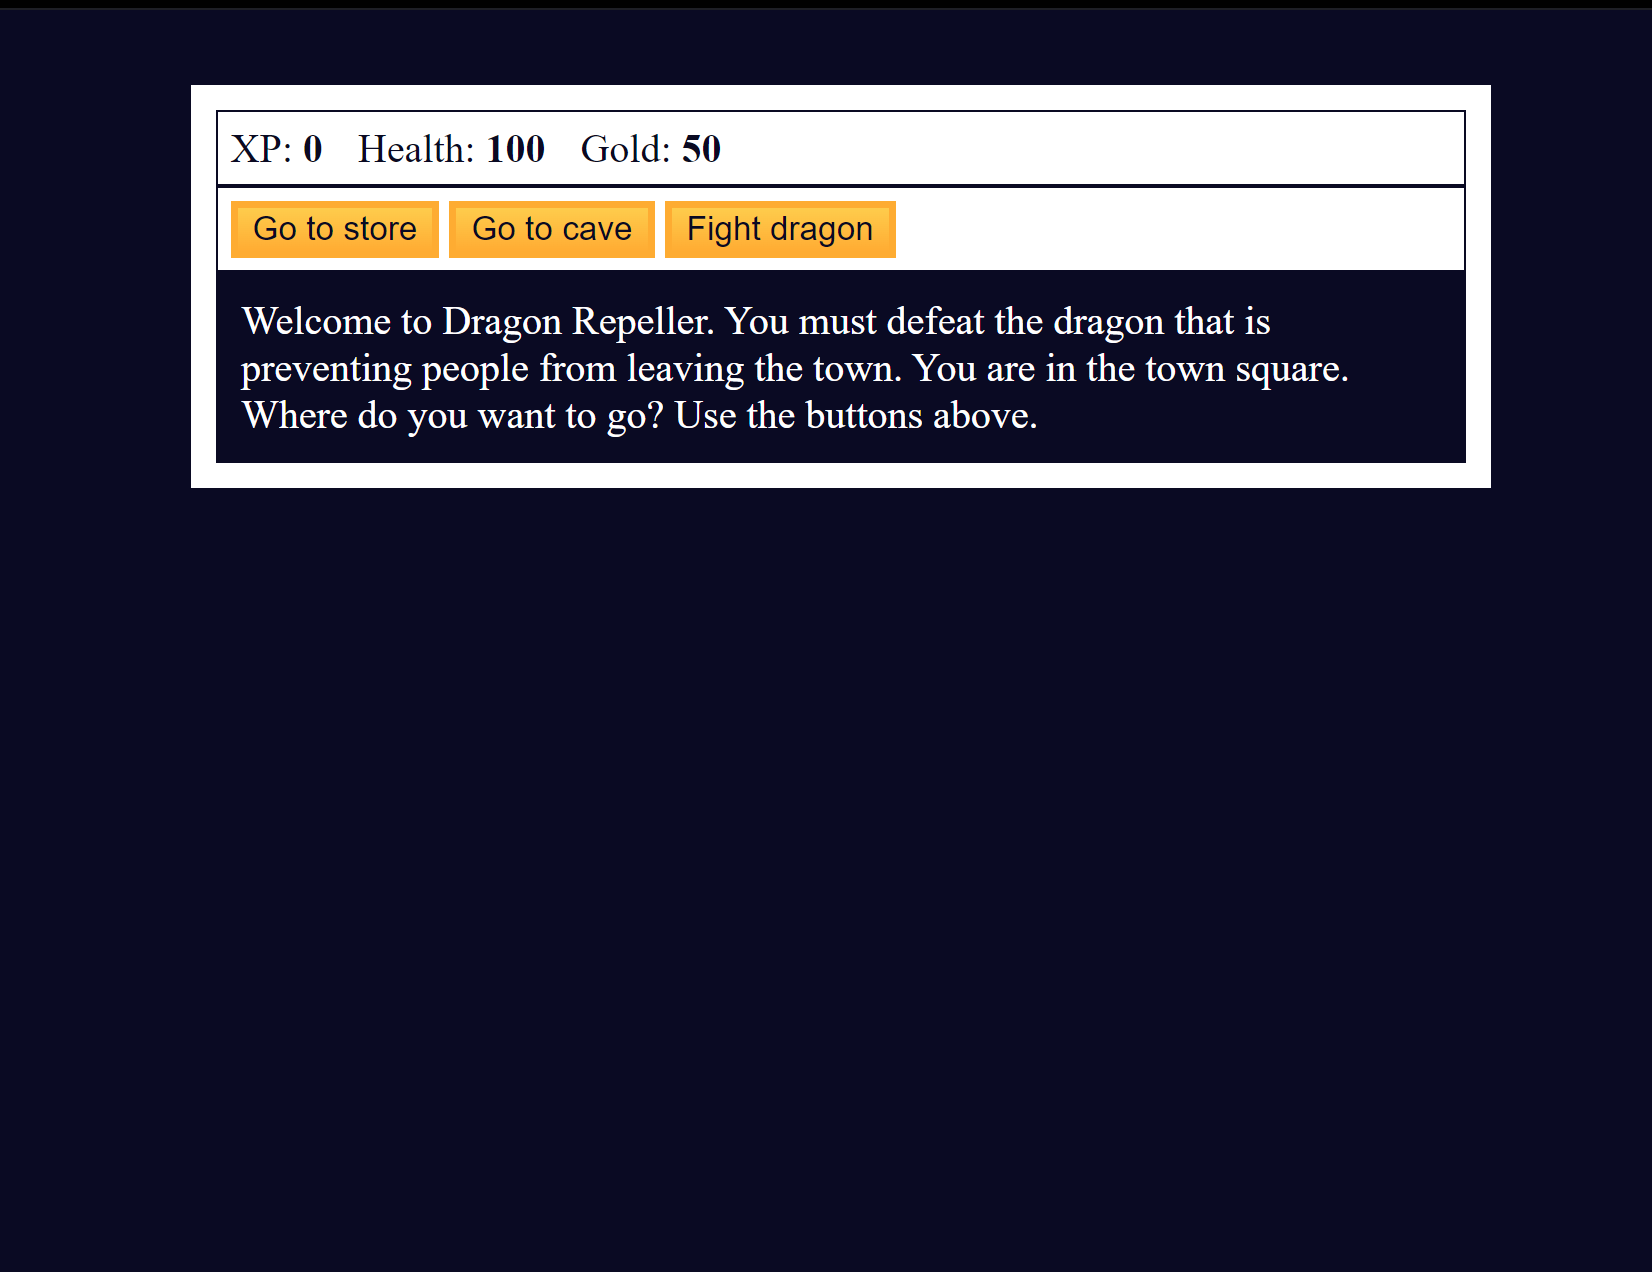 XP: 0 Health: 100 Gold: 50
Go to store Go to cave Fight dragon
Welcome to Dragon Repeller. You must defeat the dragon that is
preventing people from leaving the town. You are in the town square.
Where do you want to go? Use the buttons above.